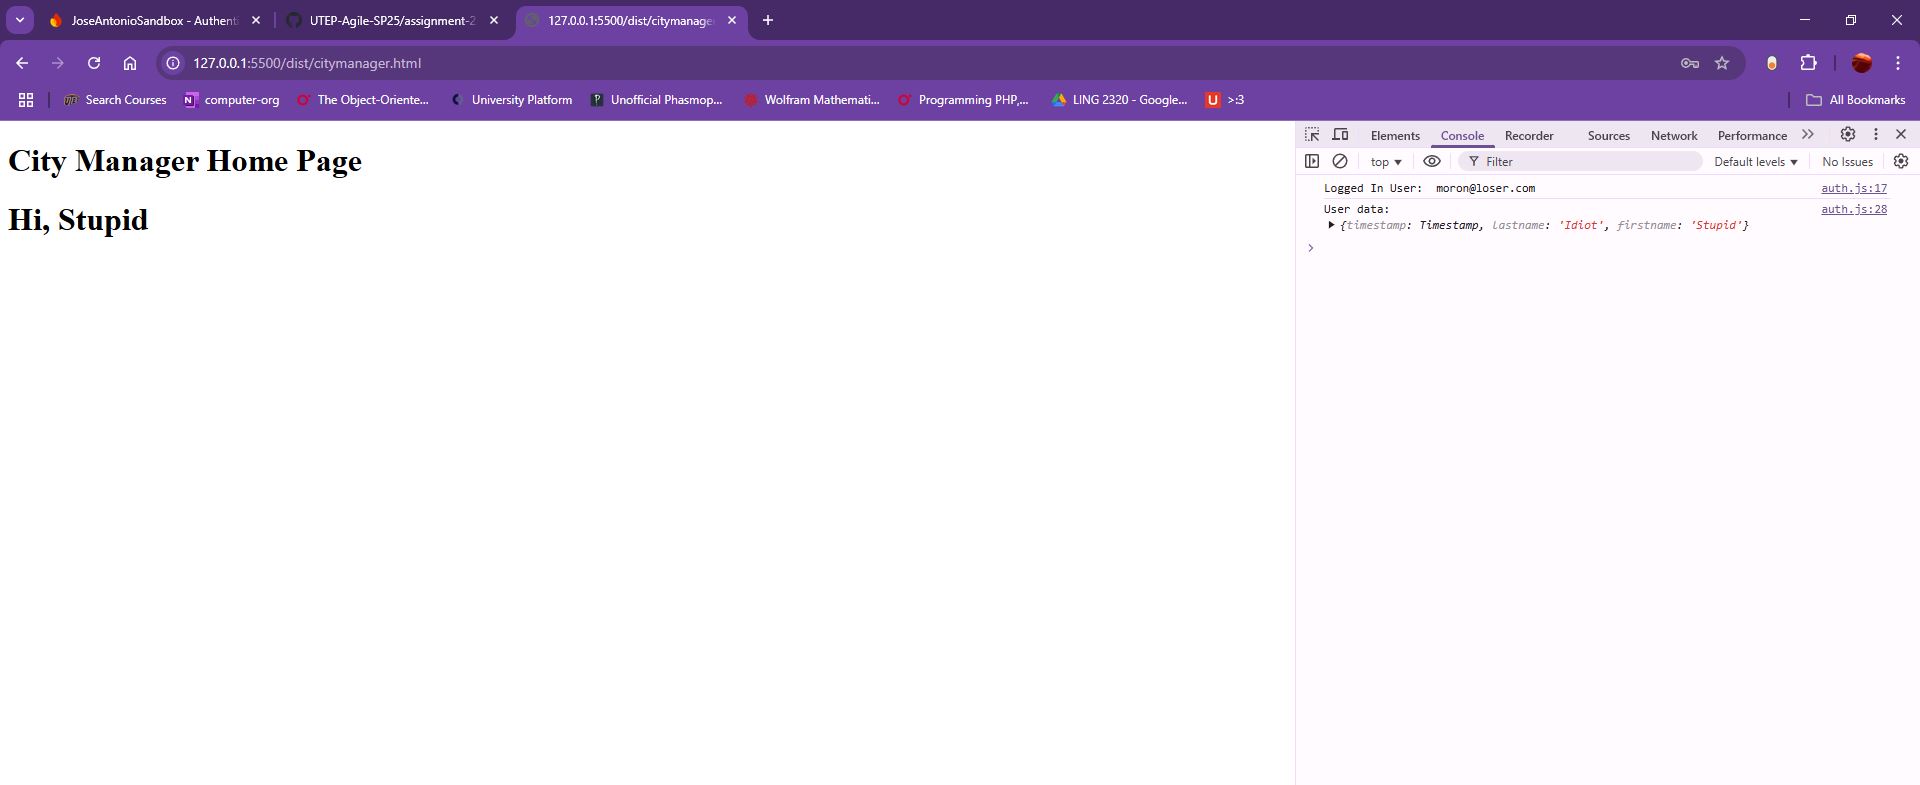 JoseAntonioSandbox - Authenti
UTEP-Agile-SP25/assignment-2
127.0.0.1:5500/dist/citymanager
127.0.0.1:5500/dist/citymanager.html
Search Courses
computer-org
The Object-Oriente...
University Platform
Unofficial Phasmop...
Wolfram Mathemati...
Programming PHP,...
LING 2320 - Google...
>:3
All Bookmarks
City Manager Home Page
Hi, Stupid
Elements Console Recorder Sources Network Performance
top Filter Default levels No Issues
Logged In User: moron@loser.com auth.js:17
User data: auth.js:28
{timestamp: Timestamp, lastname: 'Idiot', firstname: 'Stupid'}